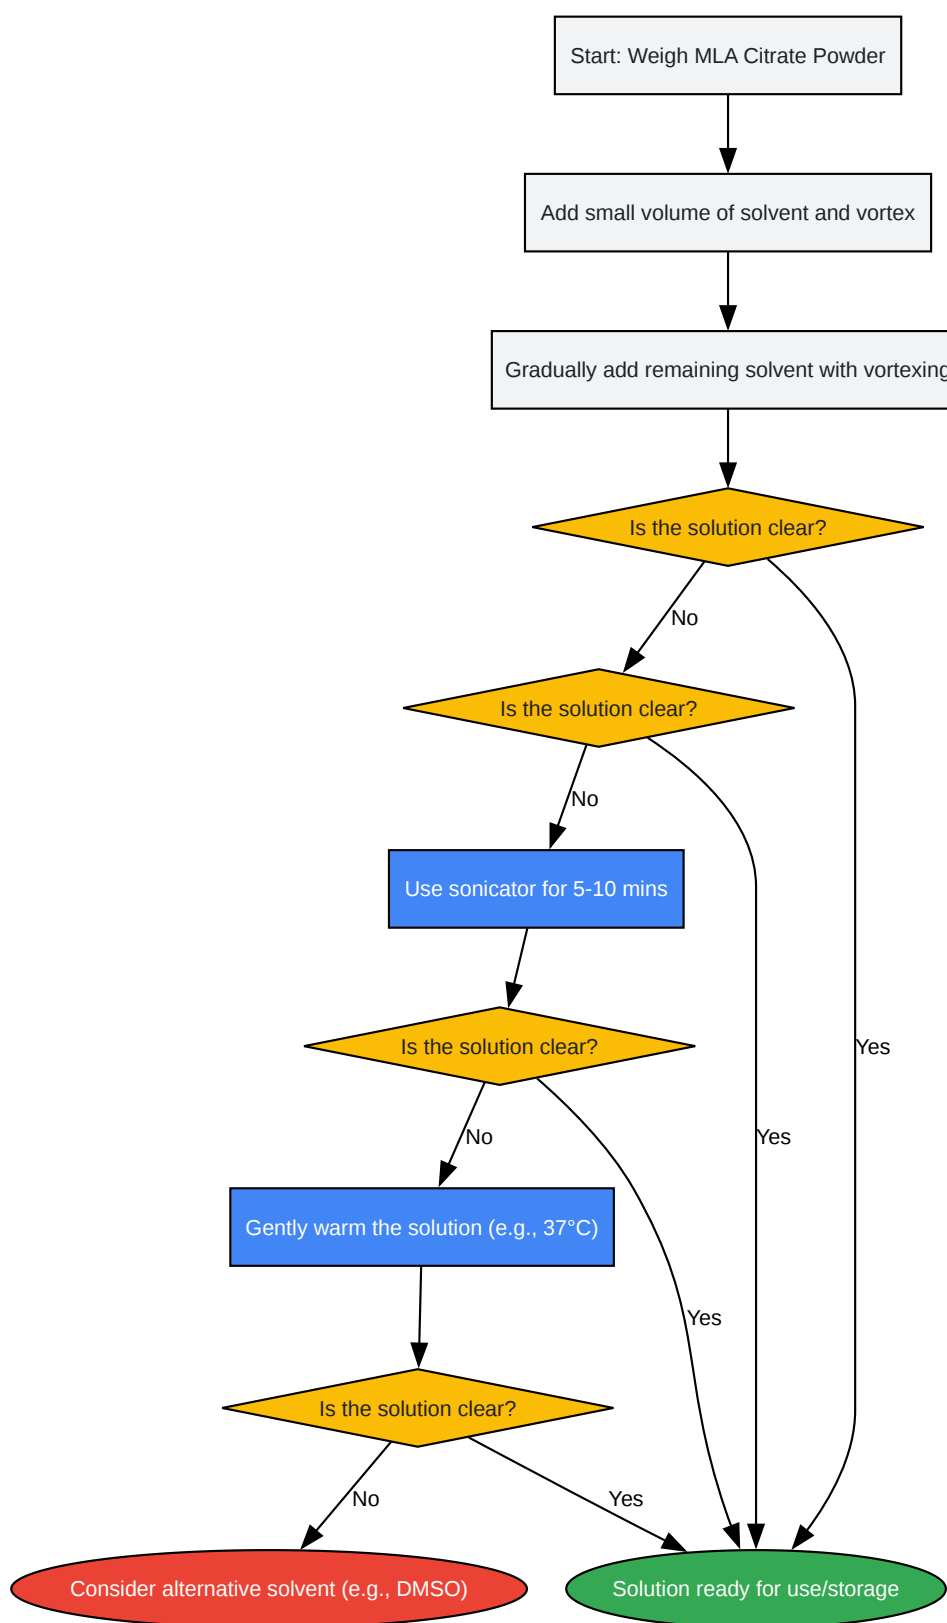 Start: Weigh MLA Citrate Powder
Add small volume of solvent and vortex
Gradually add remaining solvent with vortexing
Is the solution clear?
No
Is the solution clear?
No
Use sonicator for 5-10 mins
Is the solution clear?
Yes
No
Yes
Gently warm the solution (e.g., 37°C)
Yes
Is the solution clear?
No
Yes
Consider alternative solvent (e.g., DMSO)
Solution ready for use/storage